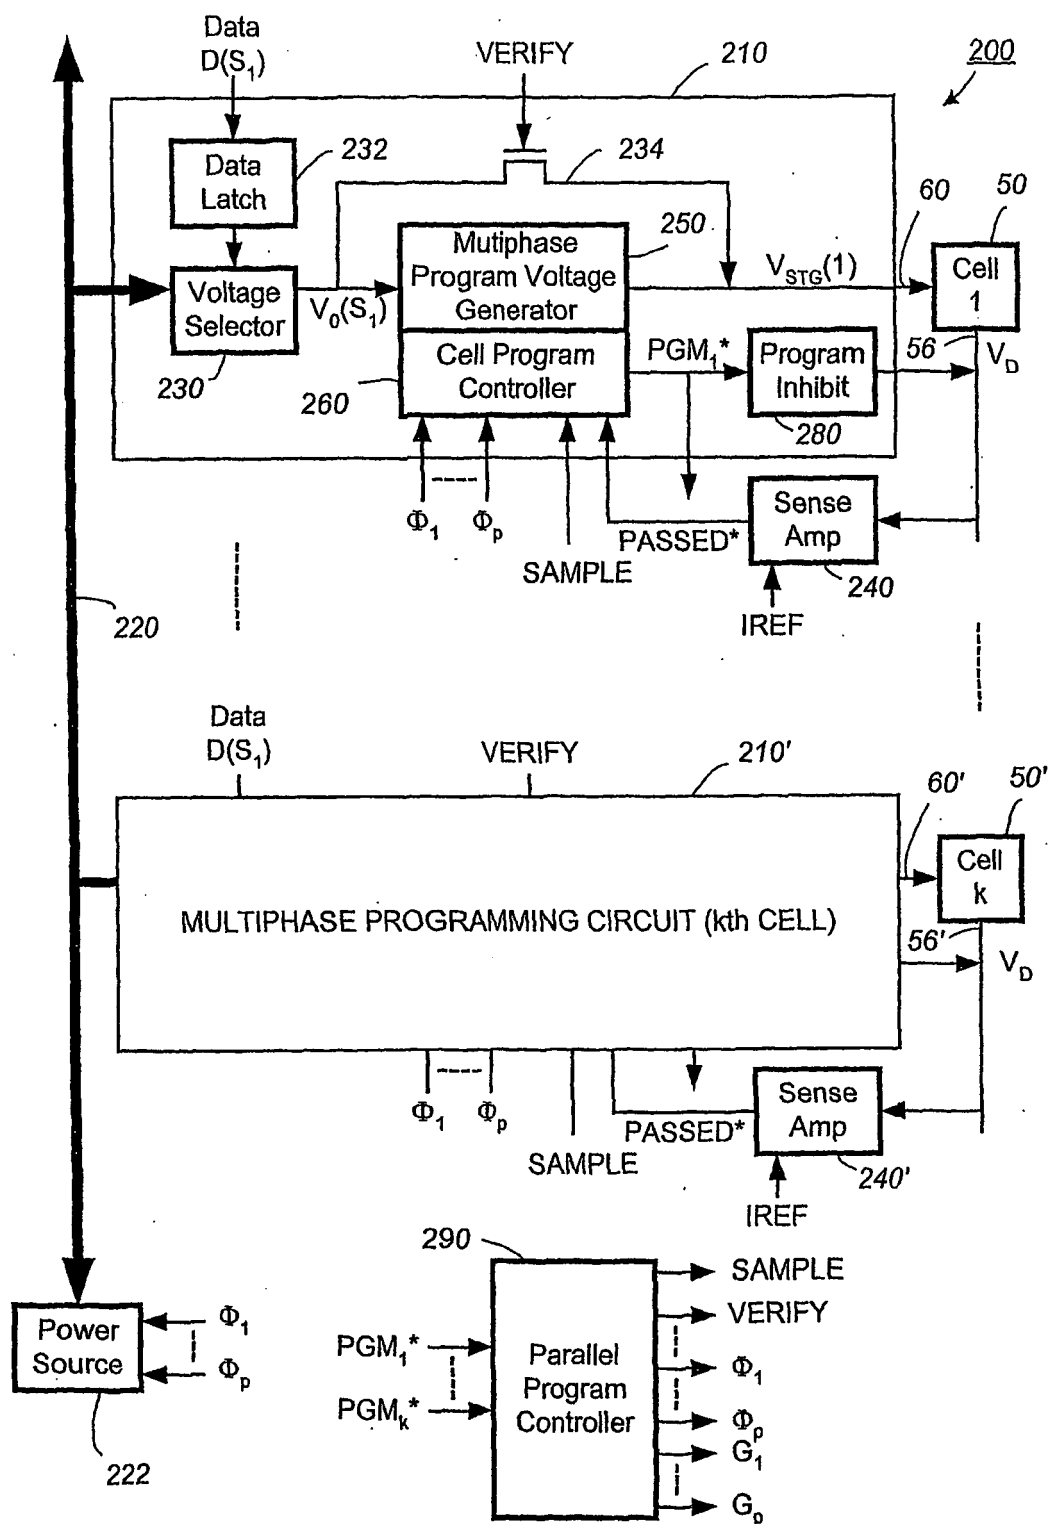 Data
D(S1)
VERIFY
210
200
232
Data
Latch
234
60
50
Mutiphase
Program Voltage
Generator
250
Voltage
Selector
V0(S1)
VSTG(1)
Cell
1
230
260
Cell Program
Controller
PGM1*
Program
Inhibit
56
VD
280
Φ1
Φp
SAMPLE
PASSED*
Sense
Amp
240
IREF
220
Data
D(S1)
VERIFY
210'
60'
50'
Cell
k
MULTIPHASE PROGRAMMING CIRCUIT (kth CELL)
56'
VD
Φ1
Φp
SAMPLE
PASSED*
Sense
Amp
240'
IREF
290
SAMPLE
VERIFY
Power
Source
Φ1
Φp
222
PGM1*
PGMk*
Parallel
Program
Controller
Φ1
Φp
G1
Gp